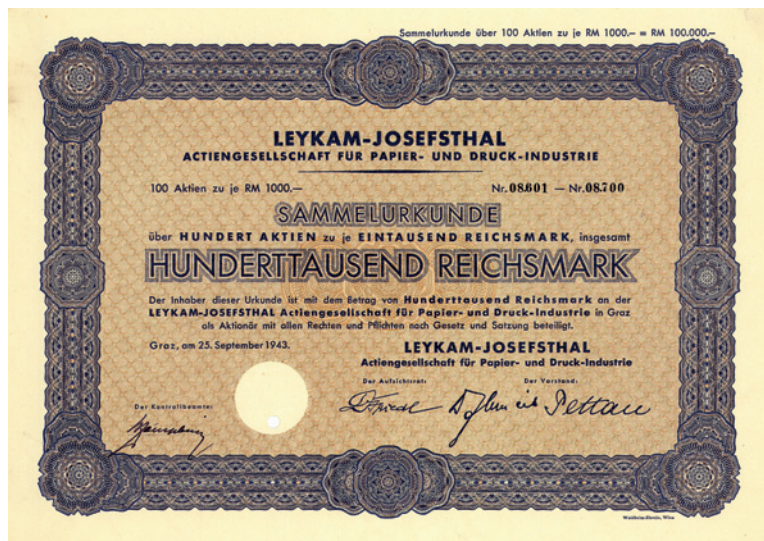 Sammelurkunde über 100 Aktien zu je RM 1000.— = RM 100.000.—
LEYKAM-JOSEFSTHAL
ACTIENGESELLSCHAFT FÜR PAPIER- UND DRUCK-INDUSTRIE
100 Aktien zu je RM 1000.— Nr. 08601 — Nr. 08700
SAMMELURKUNDE
über HUNDERT AKTIEN zu je EINTAUSEND REICHSMARK, insgesamt
HUNDERTTAUSEND REICHSMARK
Der Inhaber dieser Urkunde ist mit dem Betrag von Hunderttausend Reichsmark an der
LEYKAM-JOSEFSTHAL Actiengesellschaft für Papier- und Druck-Industrie in Graz
als Aktionär mit allen Rechten und Pflichten nach Gesetz und Satzung beteiligt.
Graz, am 25. September 1943.
LEYKAM-JOSEFSTHAL
Actiengesellschaft für Papier- und Druck-Industrie
Der Aufsichtsrat: Der Vorstand:
Der Kontrollbeamte:
Pettau